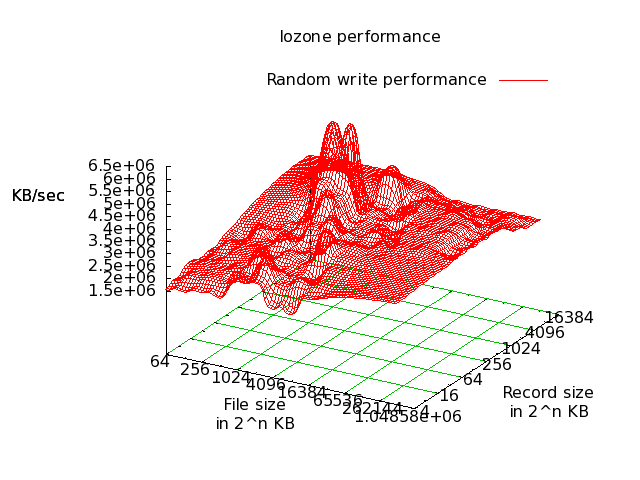 Iozone performance
Random write performance
KB/sec
6.5e+06
6e+06
5.5e+06
5e+06
4.5e+06
4e+06
3.5e+06
3e+06
2.5e+06
2e+06
1.5e+06
64
256
1024
4096
16384
65536
262144
1.04858e+06
File size
in 2^n KB
4
16
64
256
1024
4096
16384
Record size
in 2^n KB